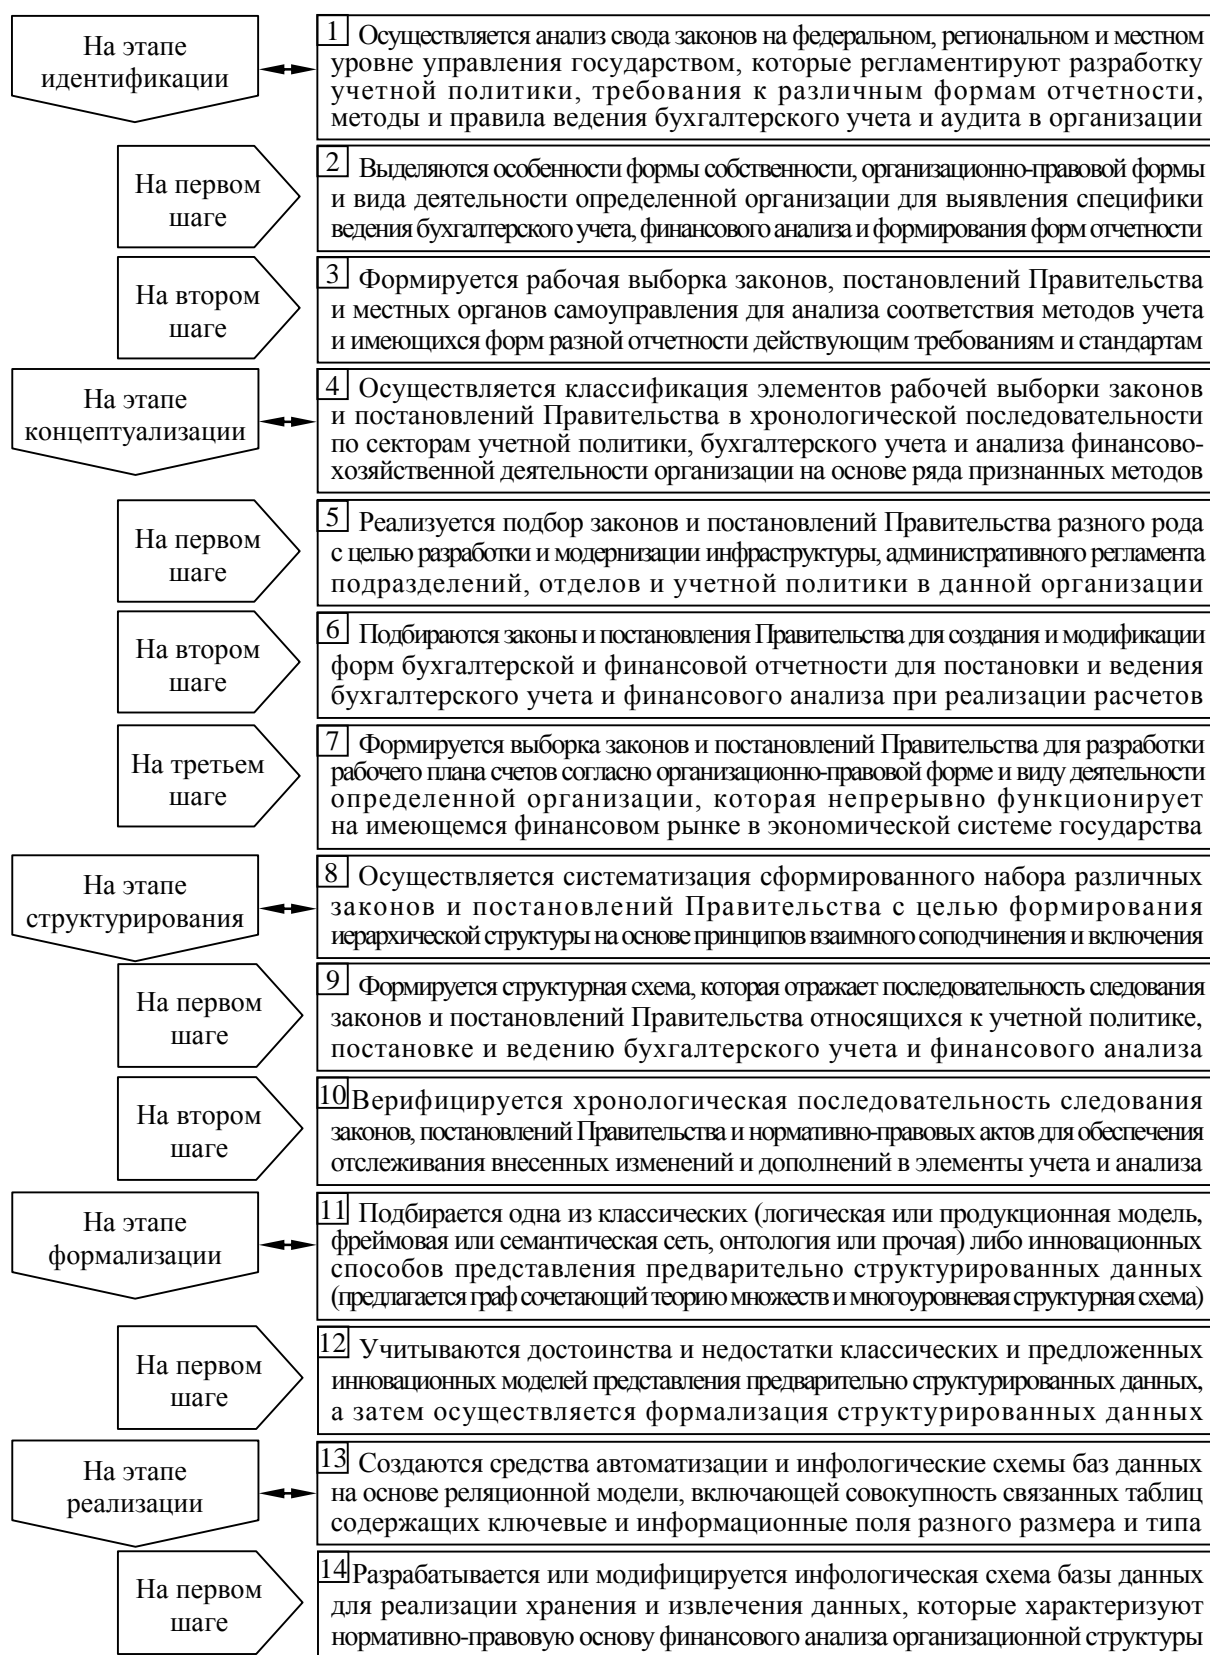 На этапе
идентификации
1 Осуществляется анализ свода законов на федеральном, региональном и местном
уровне управления государством, которые регламентируют разработку
учетной политики, требования к различным формам отчетности,
методы и правила ведения бухгалтерского учета и аудита в организации
На первом
шаге
2 Выделяются особенности формы собственности, организационно-правовой формы
и вида деятельности определенной организации для выявления специфики
ведения бухгалтерского учета, финансового анализа и формирования форм отчетности
На втором
шаге
3 Формируется рабочая выборка законов, постановлений Правительства
и местных органов самоуправления для анализа соответствия методов учета
и имеющихся форм разной отчетности действующим требованиям и стандартам
На этапе
концептуализации
4 Осуществляется классификация элементов рабочей выборки законов
и постановлений Правительства в хронологической последовательности
по секторам учетной политики, бухгалтерского учета и анализа финансово-
хозяйственной деятельности организации на основе ряда признанных методов
На первом
шаге
5 Реализуется подбор законов и постановлений Правительства разного рода
с целью разработки и модернизации инфраструктуры, административного регламента
подразделений, отделов и учетной политики в данной организации
На втором
шаге
6 Подбираются законы и постановления Правительства для создания и модификации
форм бухгалтерской и финансовой отчетности для постановки и ведения
бухгалтерского учета и финансового анализа при реализации расчетов
На третьем
шаге
7 Формируется выборка законов и постановлений Правительства для разработки
рабочего плана счетов согласно организационно-правовой форме и виду деятельности
определенной организации, которая непрерывно функционирует
на имеющемся финансовом рынке в экономической системе государства
На этапе
структурирования
8 Осуществляется систематизация сформированного набора различных
законов и постановлений Правительства с целью формирования
иерархической структуры на основе принципов взаимного соподчинения и включения
На первом
шаге
9 Формируется структурная схема, которая отражает последовательность следования
законов и постановлений Правительства относящихся к учетной политике,
постановке и ведению бухгалтерского учета и финансового анализа
На втором
шаге
10 Верифицируется хронологическая последовательность следования
законов, постановлений Правительства и нормативно-правовых актов для обеспечения
отслеживания внесенных изменений и дополнений в элементы учета и анализа
На этапе
формализации
11 Подбирается одна из классических (логическая или продукционная модель,
фреймовая или семантическая сеть, онтология или прочая) либо инновационных
способов представления предварительно структурированных данных
(предлагается граф сочетающий теорию множеств и многоуровневая структурная схема)
На первом
шаге
12 Учитываются достоинства и недостатки классических и предложенных
инновационных моделей представления предварительно структурированных данных,
а затем осуществляется формализация структурированных данных
На этапе
реализации
13 Создаются средства автоматизации и инфологические схемы баз данных
на основе реляционной модели, включающей совокупность связанных таблиц
содержащих ключевые и информационные поля разного размера и типа
На первом
шаге
14 Разрабатывается или модифицируется инфологическая схема базы данных
для реализации хранения и извлечения данных, которые характеризуют
нормативно-правовую основу финансового анализа организационной структуры